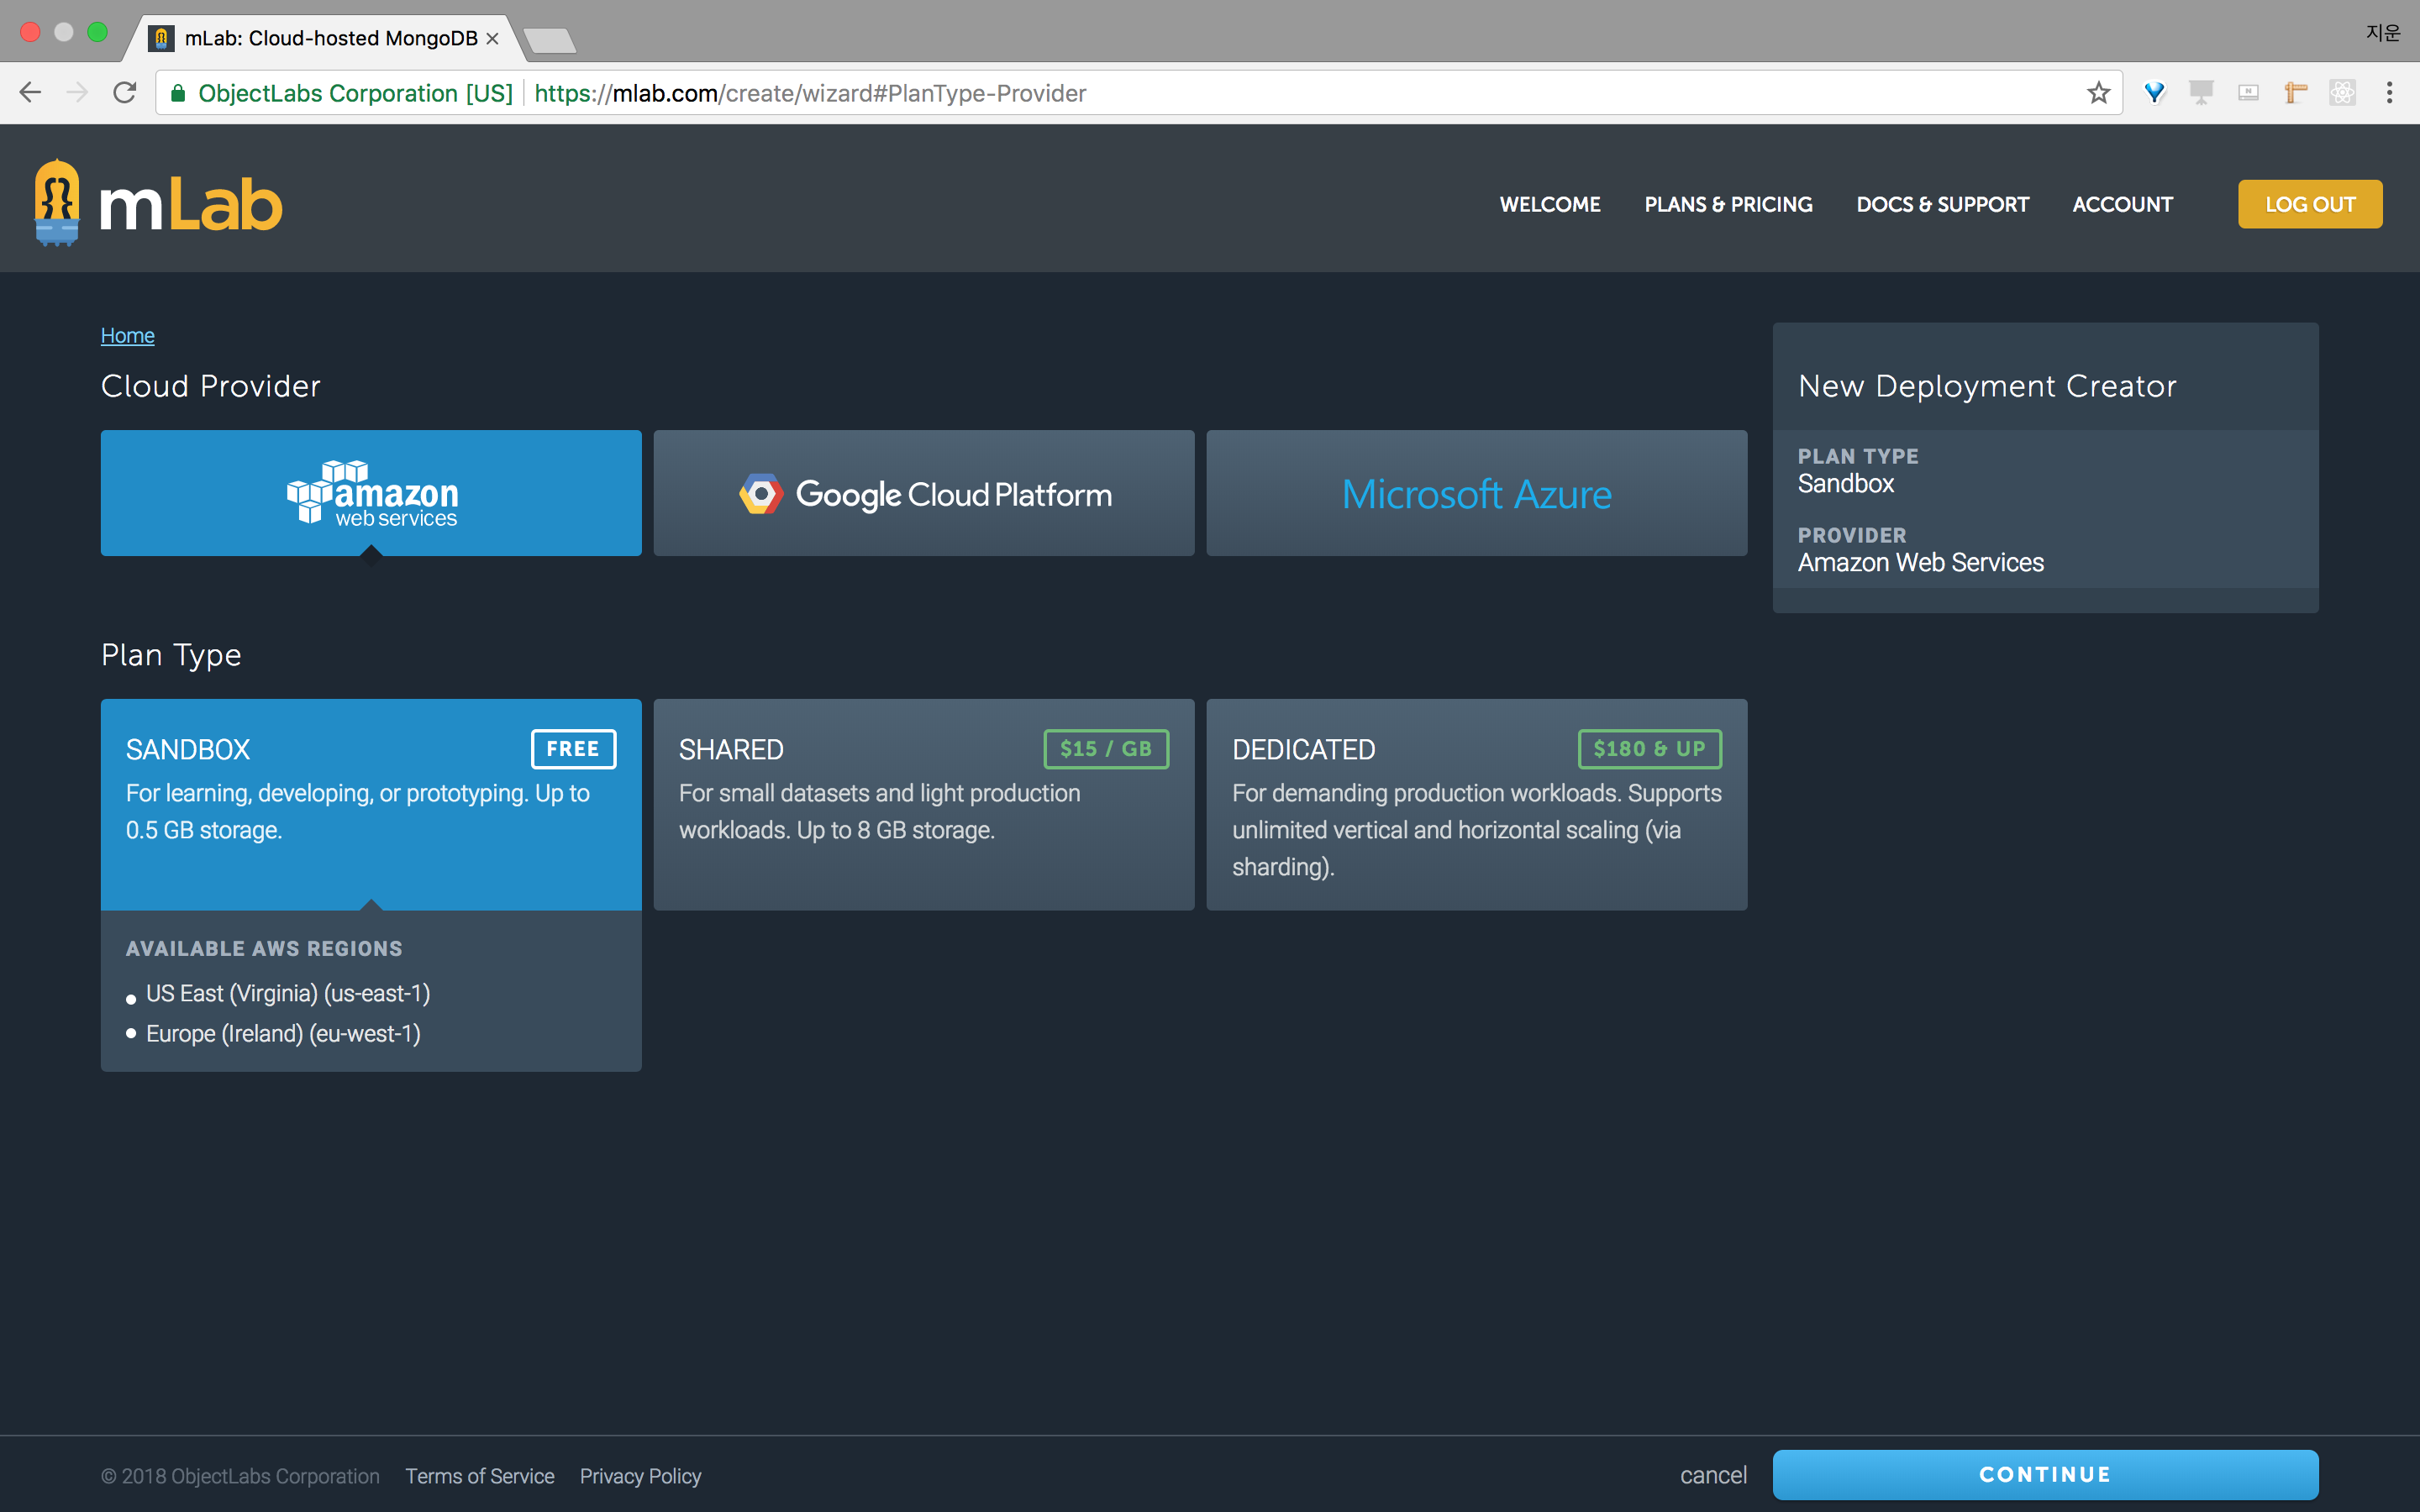 mLab: Cloud-hosted MongoDB
지운
ObjectLabs Corporation [US]
https://mlab.com/create/wizard#PlanType-Provider
mLab
WELCOME
PLANS & PRICING
DOCS & SUPPORT
ACCOUNT
LOG OUT
Home
Cloud Provider
amazon
web services
Google Cloud Platform
Microsoft Azure
New Deployment Creator
PLAN TYPE
Sandbox
PROVIDER
Amazon Web Services
Plan Type
SANDBOX
FREE
For learning, developing, or prototyping. Up to
0.5 GB storage.
SHARED
$15 / GB
For small datasets and light production
workloads. Up to 8 GB storage.
DEDICATED
$180 & UP
For demanding production workloads. Supports
unlimited vertical and horizontal scaling (via
sharding).
AVAILABLE AWS REGIONS
US East (Virginia) (us-east-1)
Europe (Ireland) (eu-west-1)
© 2018 ObjectLabs Corporation
Terms of Service
Privacy Policy
cancel
CONTINUE